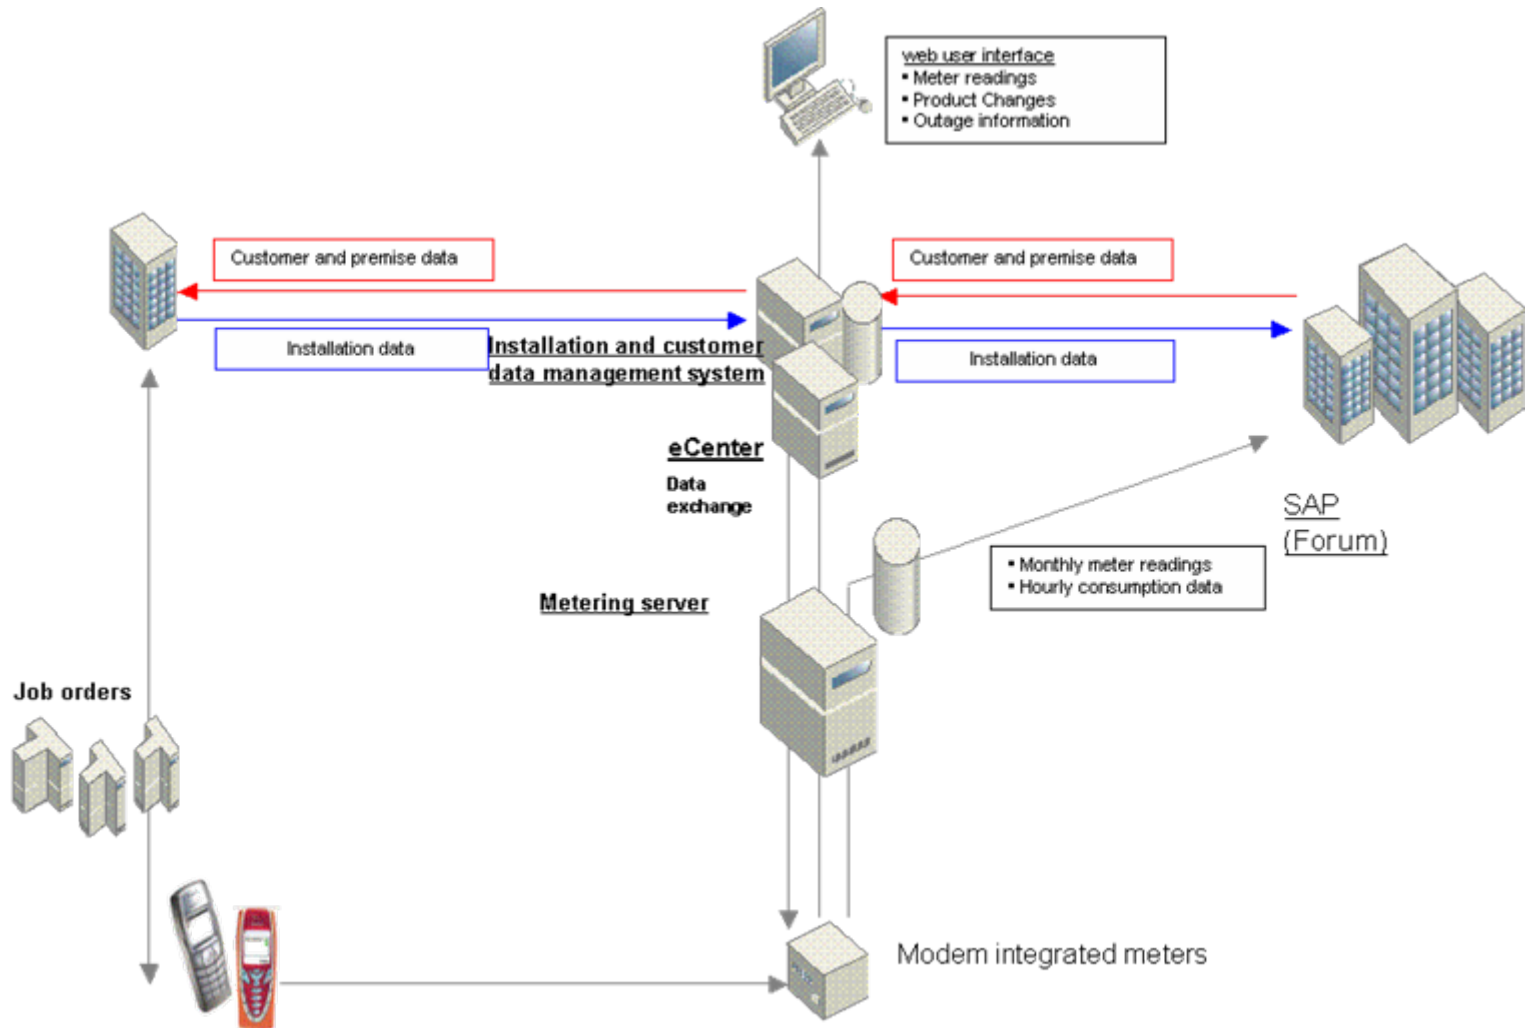 web user interface
▪ Meter readings
▪ Product Changes
▪ Outage information
Customer and premise data
Customer and premise data
Installation data
Installation and customer
data management system
Installation data
eCenter
Data
exchange
SAP
(Forum)
▪ Monthly meter readings
▪ Hourly consumption data
Metering server
Job orders
Modem integrated meters